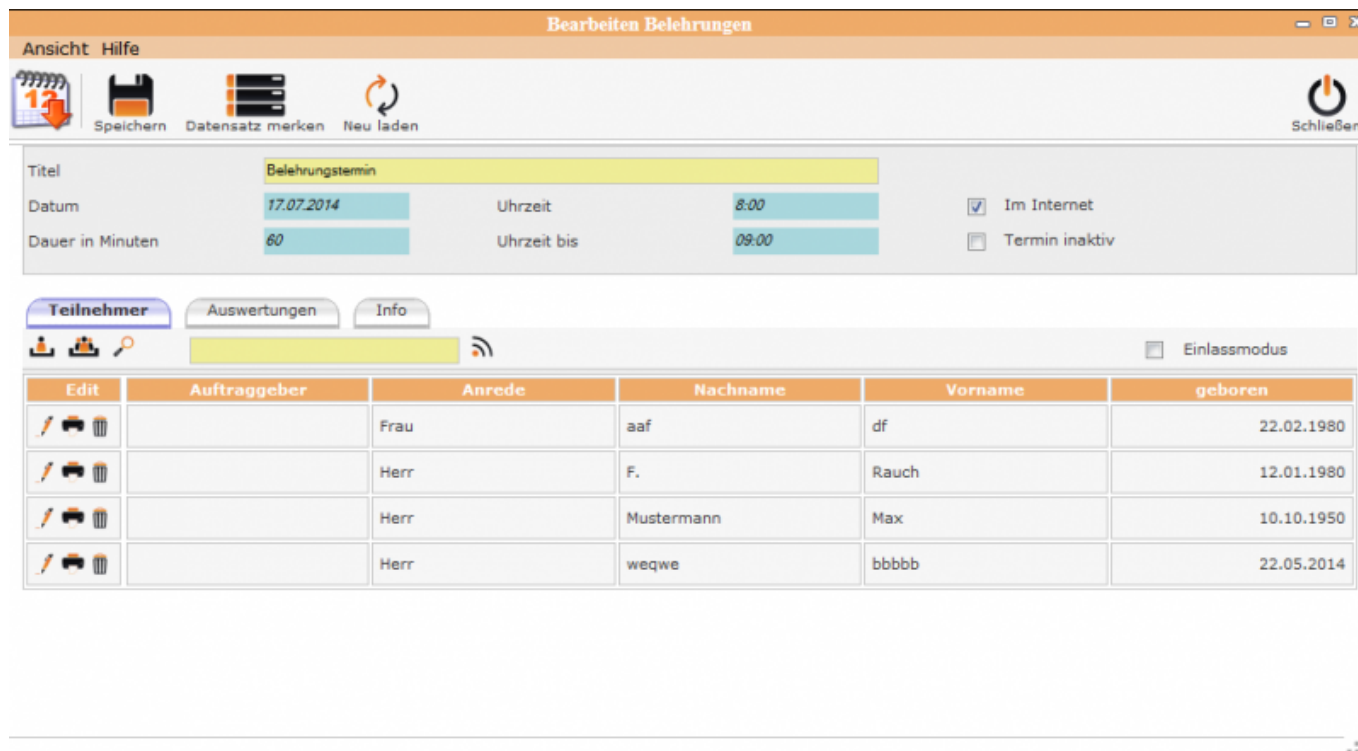 Bearbeiten Belehrungen
Ansicht Hilfe
12
Speichern Datensatz merken Neu laden Schließen
Titel Belehrungstermin
Datum 17.07.2014 Uhrzeit 8:00 Im Internet
Dauer in Minuten 60 Uhrzeit bis 09:00 Termin inaktiv
Teilnehmer Auswertungen Info
Einlassmodus
Edit Auftraggeber Anrede Nachname Vorname geboren
Frau aaf df 22.02.1980
Herr F. Rauch 12.01.1980
Herr Mustermann Max 10.10.1950
Herr weqwe bbbbb 22.05.2014